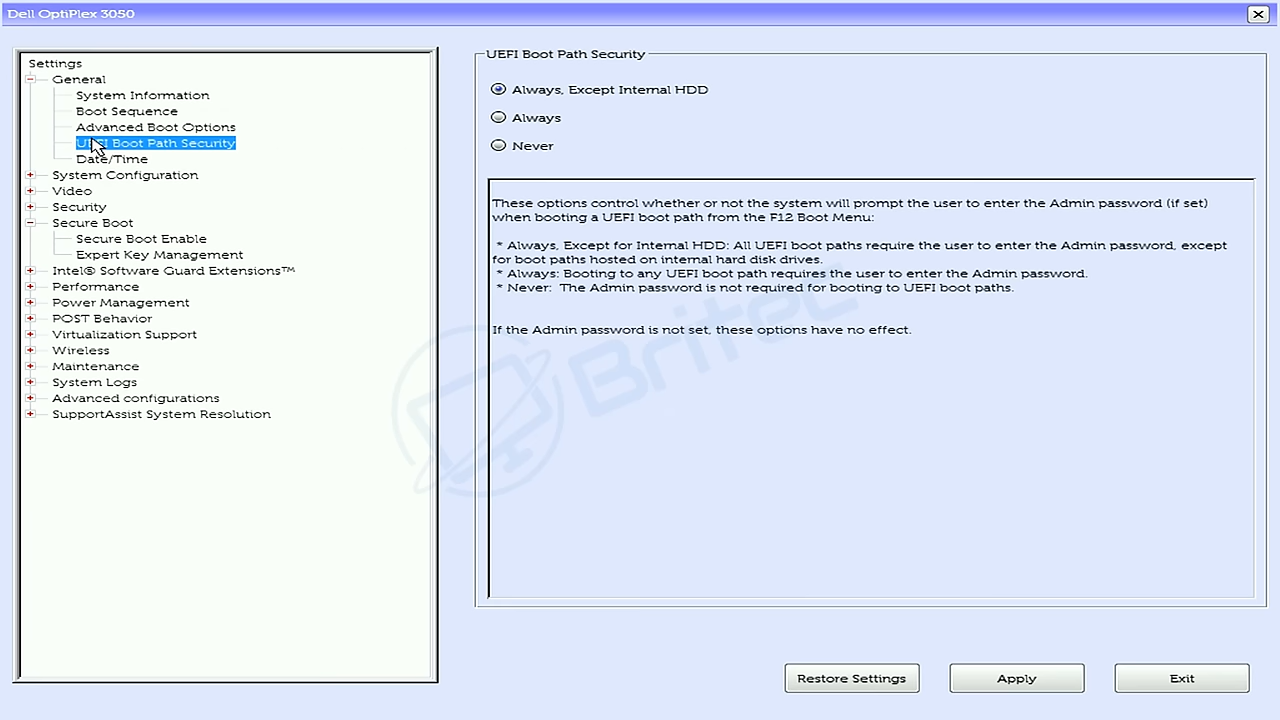 Dell OptiPlex 3050
Settings
General
System Information
Boot Sequence
Advanced Boot Options
UEFI Boot Path Security
Date/Time
System Configuration
Video
Security
Secure Boot
Secure Boot Enable
Expert Key Management
Intel® Software Guard Extensions™
Performance
Power Management
POST Behavior
Virtualization Support
Wireless
Maintenance
System Logs
Advanced configurations
SupportAssist System Resolution
UEFI Boot Path Security
Always, Except Internal HDD
Always
Never
These options control whether or not the system will prompt the user to enter the Admin password (if set)
when booting a UEFI boot path from the F12 Boot Menu:
* Always, Except for Internal HDD: All UEFI boot paths require the user to enter the Admin password, except
for boot paths hosted on internal hard disk drives.
* Always: Booting to any UEFI boot path requires the user to enter the Admin password.
* Never:  The Admin password is not required for booting to UEFI boot paths.
If the Admin password is not set, these options have no effect.
Britec
Restore Settings
Apply
Exit